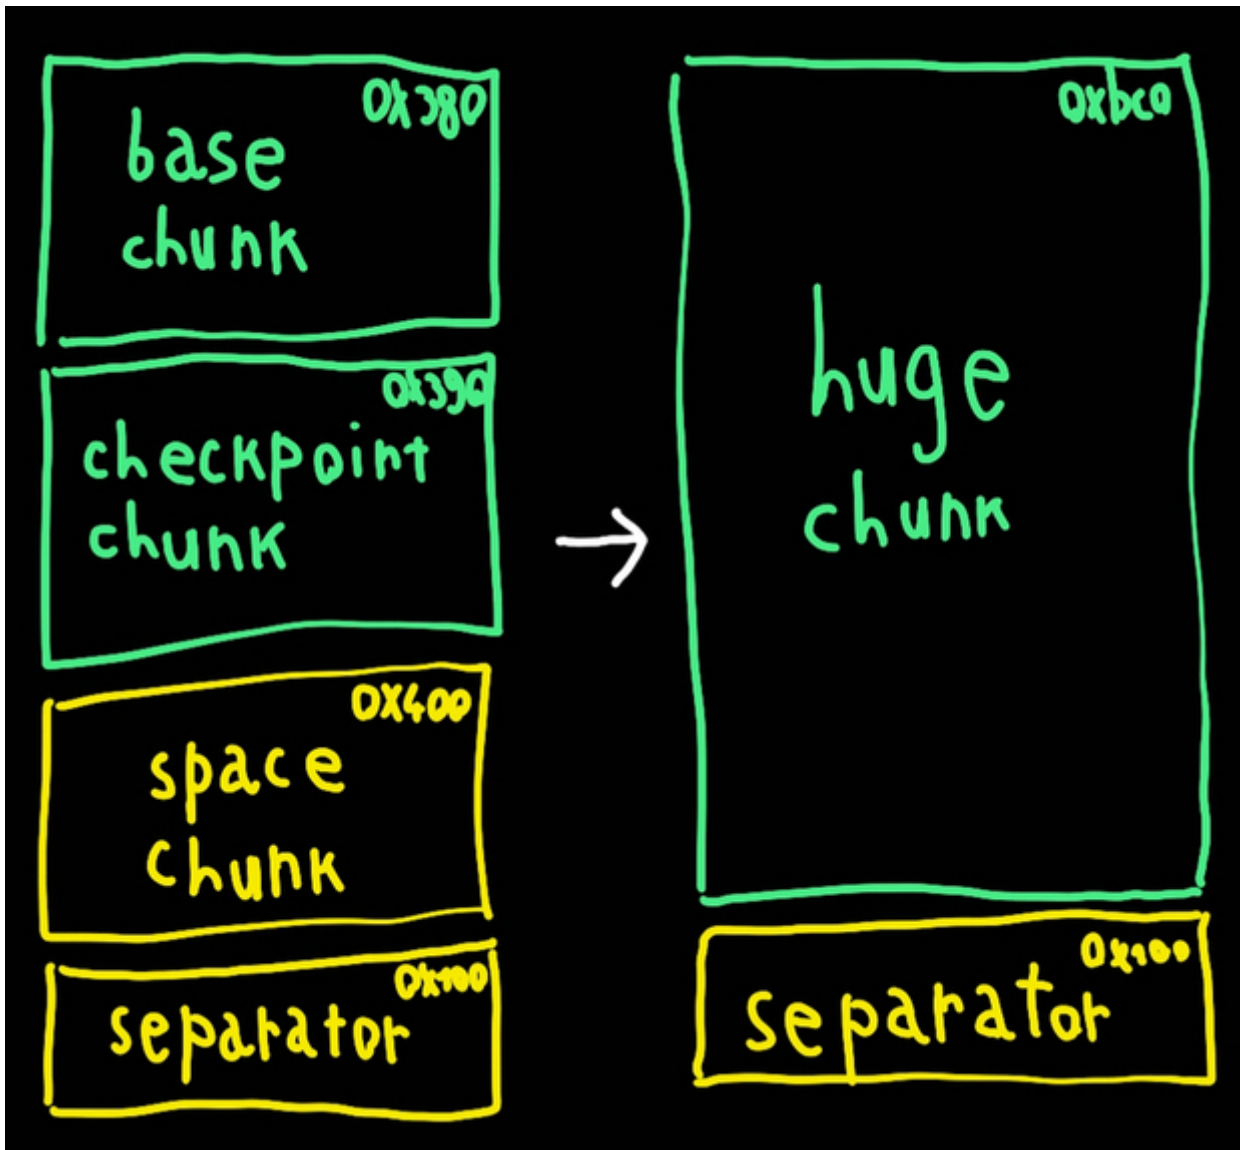 0x380
base
chunk
0x390
checkpoint
chunk
0x400
space
chunk
0x100
separator
0xbc0
huge
chunk
0x100
separator